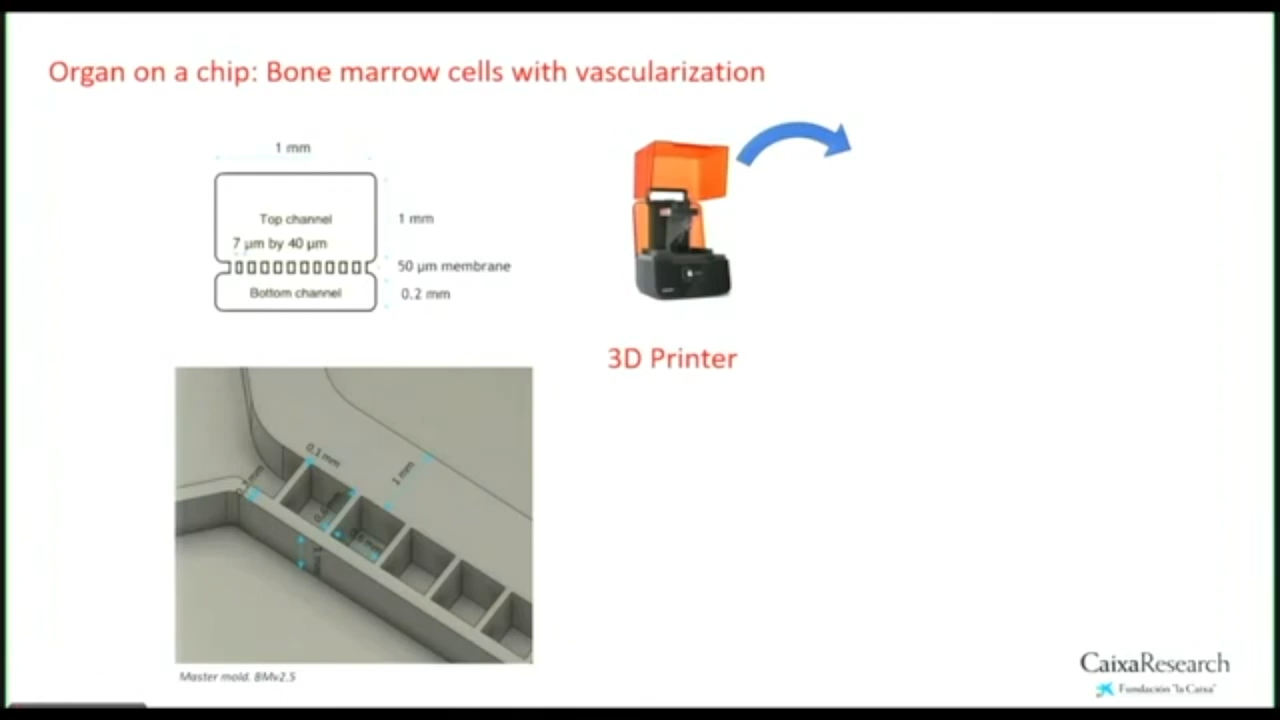 Organ on a chip: Bone marrow cells with vascularization
1 mm
Top channel
1 mm
7 μm by 40 μm
50 μm membrane
Bottom channel
0.2 mm
3D Printer
0.1 mm
1 mm
Master mold. BMv2.5
CaixaResearch
Fundación "la Caixa"